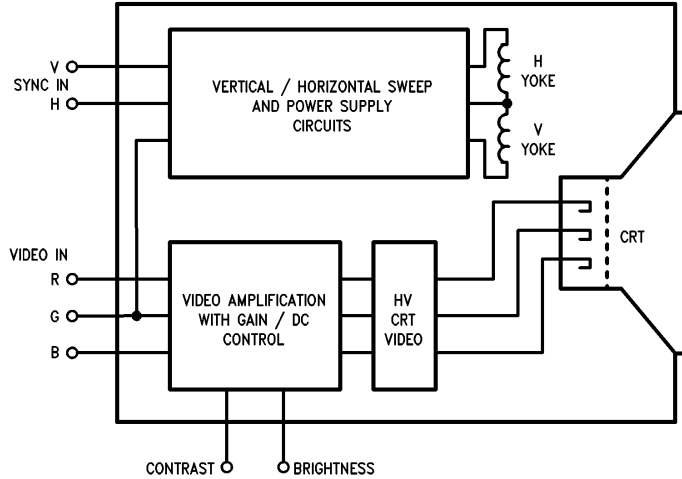 V
SYNC IN
H
VERTICAL / HORIZONTAL SWEEP
AND POWER SUPPLY
CIRCUITS
H
YOKE
V
YOKE
CRT
VIDEO IN
R
G
B
VIDEO AMPLIFICATION
WITH GAIN / DC
CONTROL
HV
CRT
VIDEO
CONTRAST
BRIGHTNESS